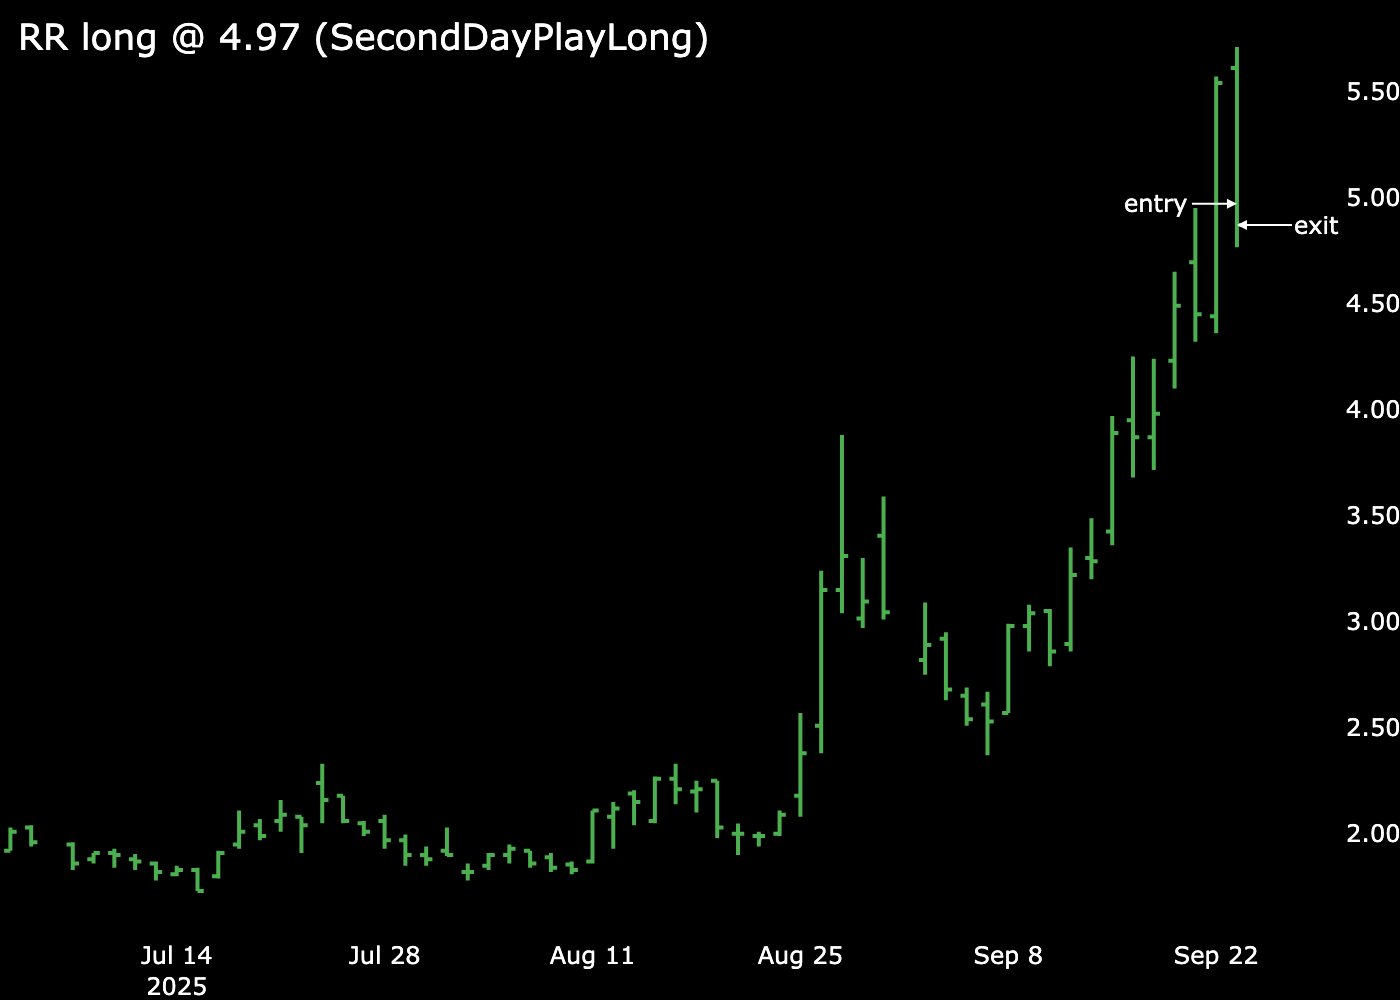 RR long @ 4.97 (SecondDayPlayLong)
5.50
entry
5.00
exit
4.50
4.00
3.50
3.00
2.50
2.00
Jul 14
2025
Jul 28
Aug 11
Aug 25
Sep 8
Sep 22